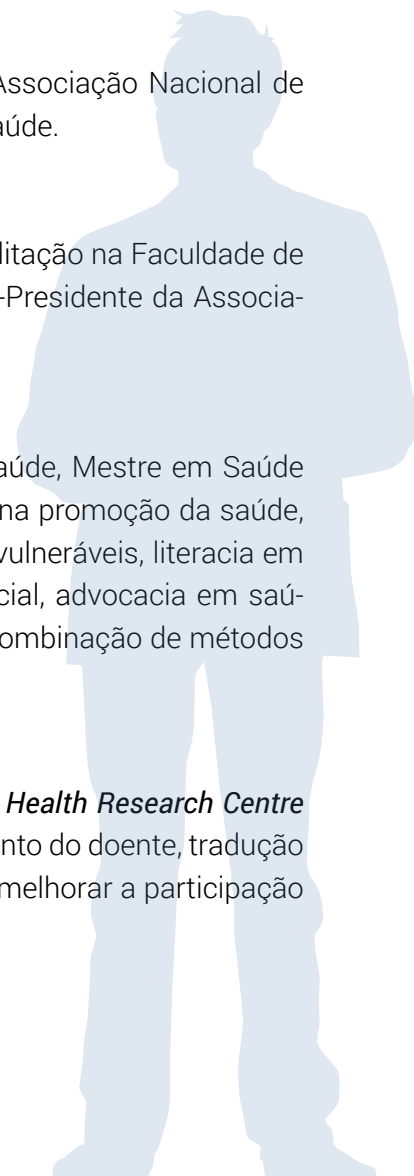 Associação Nacional de
aúde.
litação na Faculdade de
-Presidente da Associa-
aúde, Mestre em Saúde
na promoção da saúde,
vulneráveis, literacia em
cial, advocacia em saú-
ombinação de métodos
Health Research Centre
nto do doente, tradução
melhorar a participação